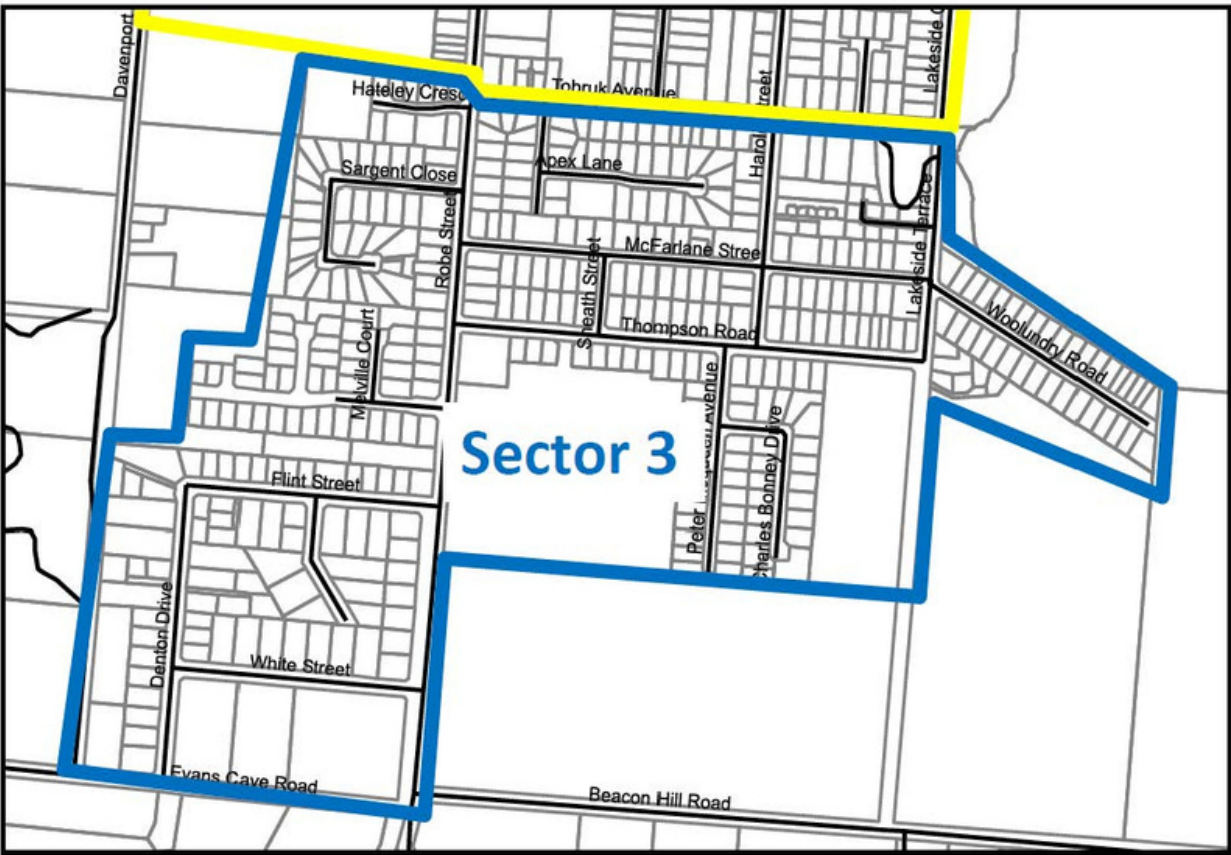 Davenport
Lakeside
Hateley Cresc
Tobruk Avenue
Harold Street
Apex Lane
Sargent Close
Robe Street
McFarlane Stree
Sheath Street
Lakeside Terrace
Thompson Road
Woolundry Road
Melville Court
Sector 3
Peter Avenue
Charles Bonney Drive
Flint Street
Denton Drive
White Street
Evans Cave Road
Beacon Hill Road